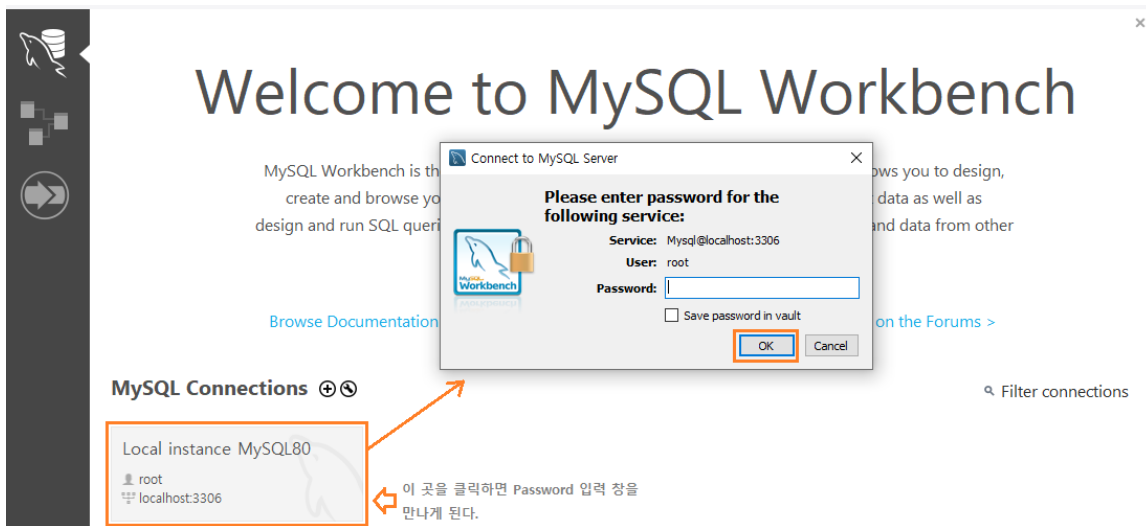 Welcome to MySQL Workbench
MySQL Workbench is th
ows you to design,
create and browse yo
data as well as
design and run SQL queri
and data from other
Browse Documentation
on the Forums >
Connect to MySQL Server
Please enter password for the
following service:
Service: Mysql@localhost:3306
User: root
Password:
MySQL
Workbench
Save password in vault
OK Cancel
MySQL Connections
Filter connections
Local instance MySQL80
root
localhost:3306
이 곳을 클릭하면 Password 입력 창을
만나게 된다.